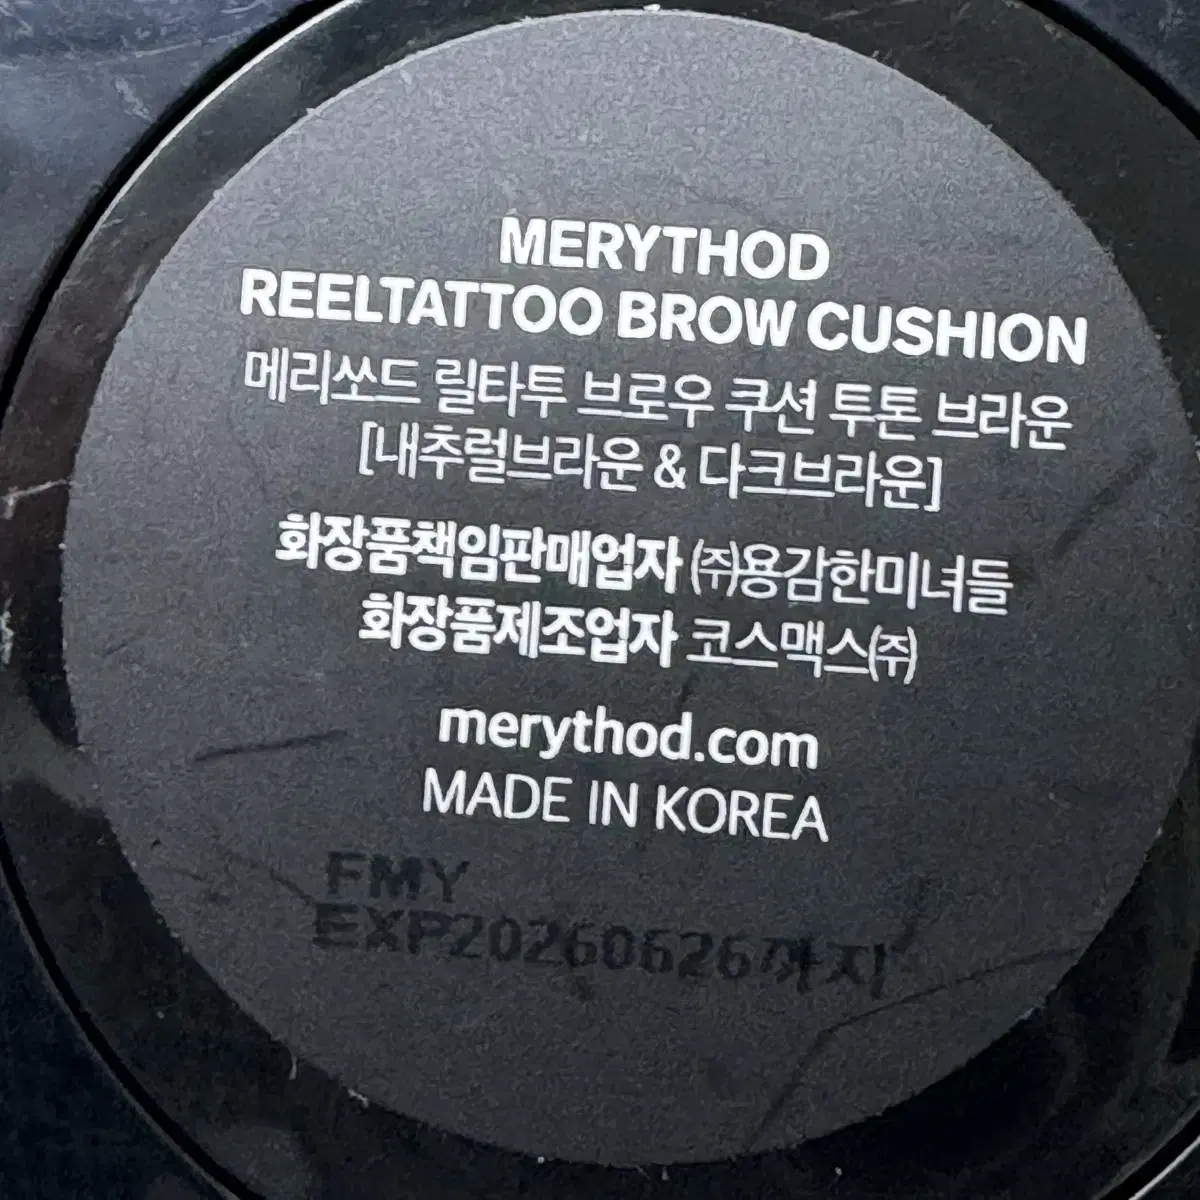 MERYTHOD
REELTATTOO BROW CUSHION
메리쏘드 릴타투 브로우 쿠션 투톤 브라운
[내추럴브라운 & 다크브라운]
화장품책임판매업자 ㈜용감한미녀들
화장품제조업자 코스맥스㈜
merythod.com
MADE IN KOREA
FMY
EXP20260626까지